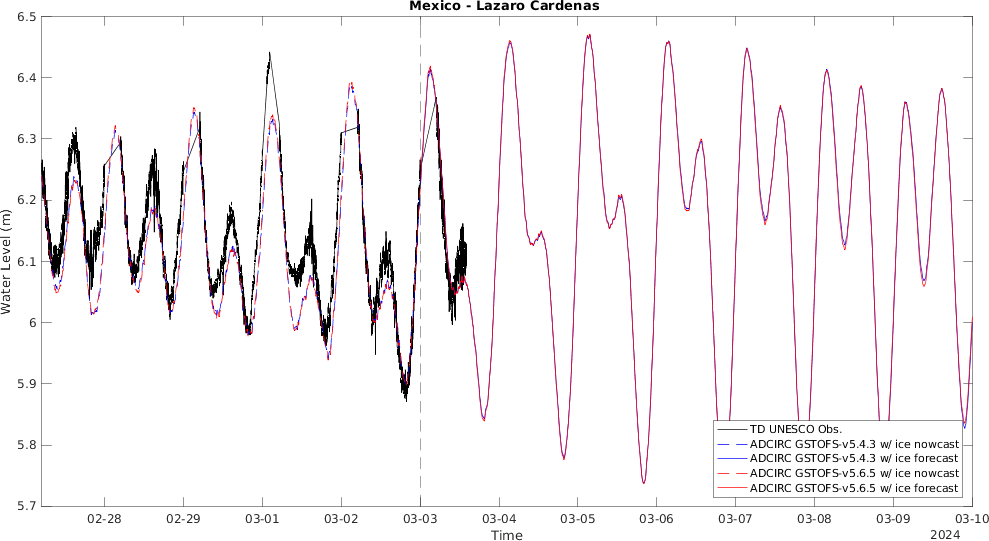 Mexico - Lazaro Cardenas
6.5
6.4
6.3
6.2
6.1
6
5.9
5.8
5.7
Water Level (m)
TD UNESCO Obs.
ADCIRC GSTOFS-v5.4.3 w/ ice nowcast
ADCIRC GSTOFS-v5.4.3 w/ ice forecast
ADCIRC GSTOFS-v5.6.5 w/ ice nowcast
ADCIRC GSTOFS-v5.6.5 w/ ice forecast
02-28 02-29 03-01 03-02 03-03 03-04 03-05 03-06 03-07 03-08 03-09 03-10
Time 2024